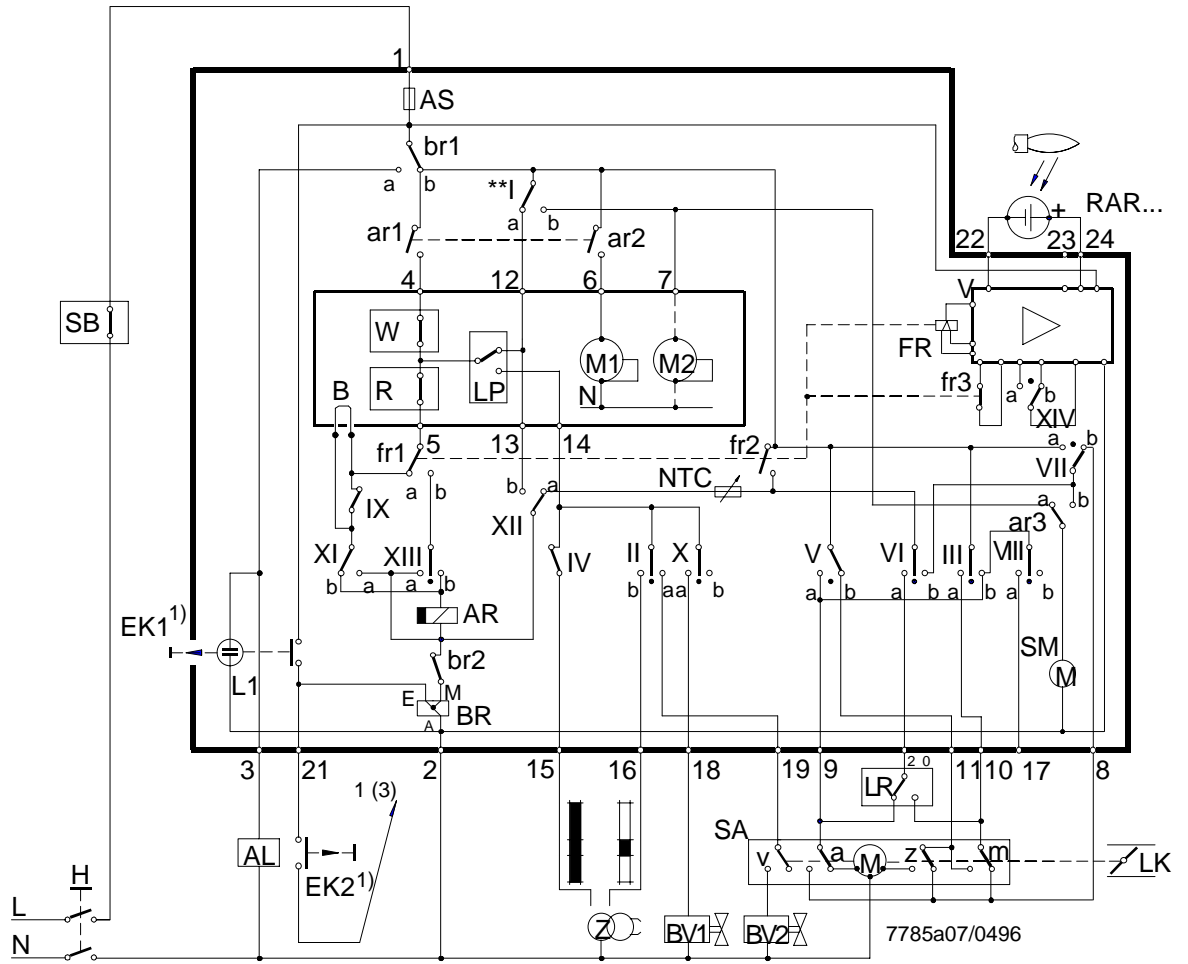 1
AS
br1
a b
**I
a b
ar1
ar2
RAR...
+
22 23 24
4 12 6 7
V
SB
W
FR
R
LP
M1
M2
N
B
fr3
a b
XIV
fr1
5 13 14
fr2
a b
VII
a b
NTC
b a
IX
XII
a b
ar3
XI
XIII
IV
II
X
V
VI
III
VIII
b a a b
b a a b
a b a b a b a b
AR
EK1 1)
L1
br2
SM
M
E M
A
BR
3 21 2 15 16 18 19 9 11 10 17 8
2 0
LR
1 (3)
SA
AL
v a M z m
LK
H
EK2 1)
L
N
Z
BV1
BV2
7785a07/0496